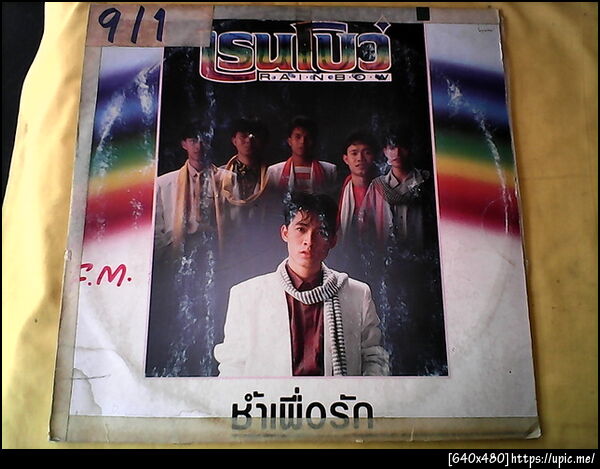 9/1
เรนโบว์
R·A·I·N·B·O·W
F.M.
ช้ำเพื่อรัก
[640x480]https://upic.me/